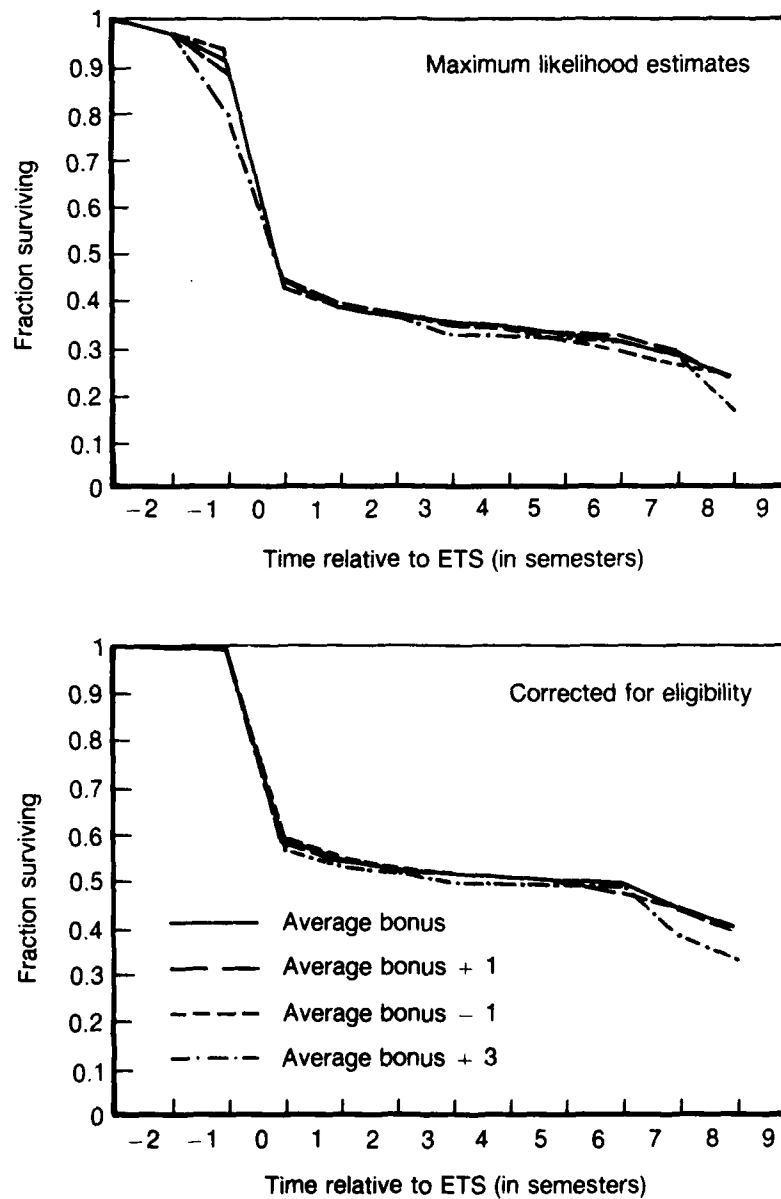 1
0.9
0.8
0.7
0.6
0.5
0.4
0.3
0.2
0.1
0
Fraction surviving
Maximum likelihood estimates
-2 -1 0 1 2 3 4 5 6 7 8 9
Time relative to ETS (in semesters)
1
0.9
0.8
0.7
0.6
0.5
0.4
0.3
0.2
0.1
0
Fraction surviving
Corrected for eligibility
Average bonus
Average bonus + 1
Average bonus - 1
Average bonus + 3
-2 -1 0 1 2 3 4 5 6 7 8 9
Time relative to ETS (in semesters)